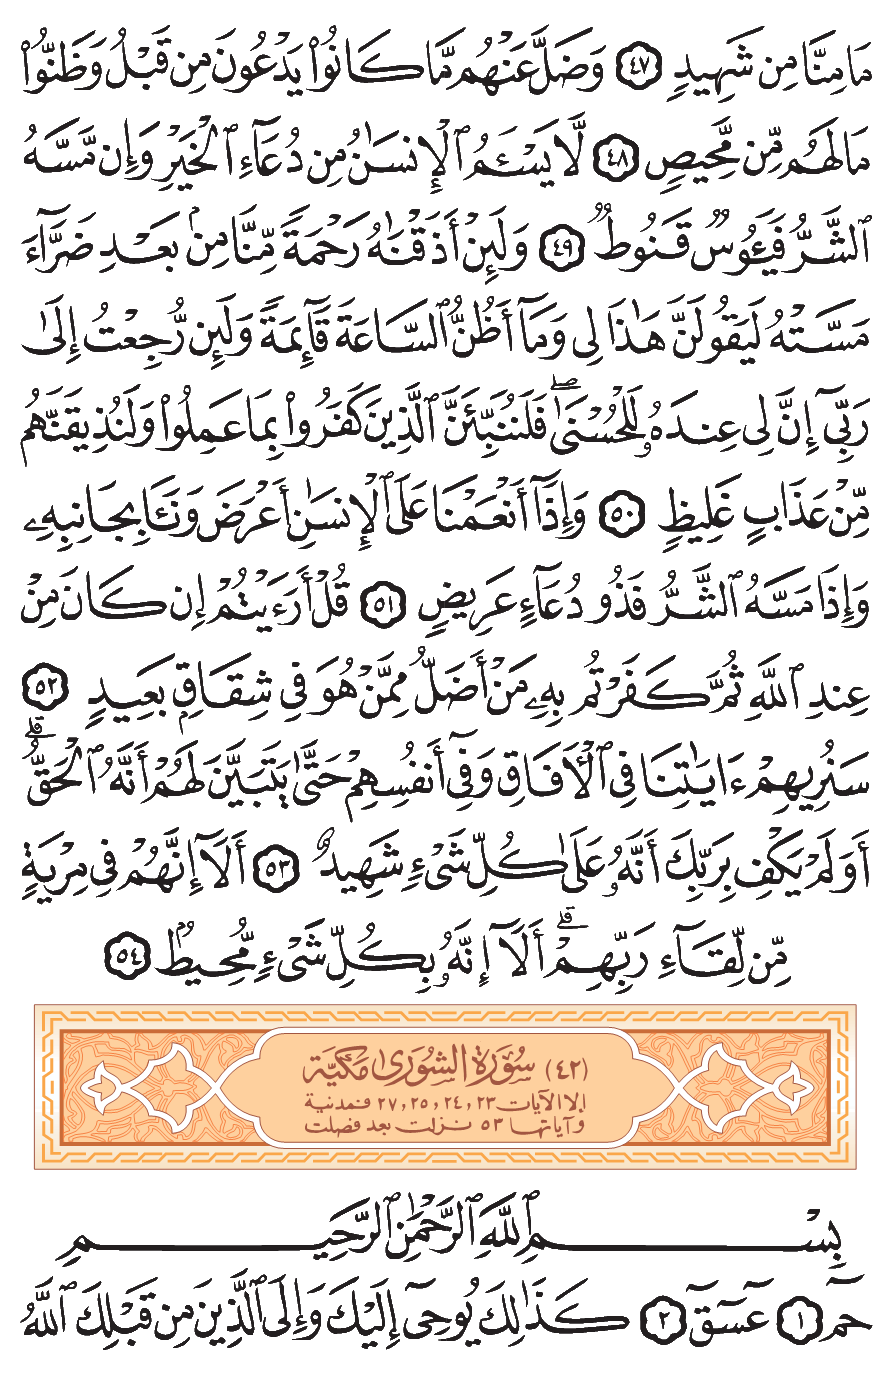 مَا مِنَّا مِن شَهِيدٍ ٤٧ وَضَلَّ عَنْهُم مَّا كَانُوا۟ يَدْعُونَ مِن قَبْلُ وَظَنُّوا۟
مَا لَهُم مِّن مَّحِيصٍ ٤٨ لَّا يَسْـَٔمُ ٱلْإِنسَـٰنُ مِن دُعَآءِ ٱلْخَيْرِ وَإِن مَّسَّهُ
ٱلشَّرُّ فَيَـُٔوسٌ قَنُوطٌ ٤٩ وَلَئِنْ أَذَقْنَـٰهُ رَحْمَةً مِّنَّا مِنۢ بَعْدِ ضَرَّآءَ
مَسَّتْهُ لَيَقُولَنَّ هَـٰذَا لِى وَمَآ أَظُنُّ ٱلسَّاعَةَ قَآئِمَةً وَلَئِن رُّجِعْتُ إِلَىٰ
رَبِّىٓ إِنَّ لِى عِندَهُۥ لَلْحُسْنَىٰ ۖ فَلَنُنَبِّئَنَّ ٱلَّذِينَ كَفَرُوا۟ بِمَا عَمِلُوا۟ وَلَنُذِيقَنَّهُم
مِّنْ عَذَابٍ غَلِيظٍ ٥٠ وَإِذَآ أَنْعَمْنَا عَلَى ٱلْإِنسَـٰنِ أَعْرَضَ وَنَـَٔا بِجَانِبِهِۦ
وَإِذَا مَسَّهُ ٱلشَّرُّ فَذُو دُعَآءٍ عَرِيضٍ ٥١ قُلْ أَرَءَيْتُمْ إِن كَانَ مِنْ
عِندِ ٱللَّهِ ثُمَّ كَفَرْتُم بِهِۦ مَنْ أَضَلُّ مِمَّنْ هُوَ فِى شِقَاقٍۭ بَعِيدٍ ٥٢
سَنُرِيهِمْ ءَايَـٰتِنَا فِى ٱلْـَٔافَاقِ وَفِىٓ أَنفُسِهِمْ حَتَّىٰ يَتَبَيَّنَ لَهُمْ أَنَّهُ ٱلْحَقُّ ۗ
أَوَلَمْ يَكْفِ بِرَبِّكَ أَنَّهُۥ عَلَىٰ كُلِّ شَىْءٍ شَهِيدٌ ٥٣ أَلَآ إِنَّهُمْ فِى مِرْيَةٍ
مِّن لِّقَآءِ رَبِّهِمْ ۗ أَلَآ إِنَّهُۥ بِكُلِّ شَىْءٍ مُّحِيطٌۢ ٥٤
(٤٢) سُورَةُ الشُّورَىٰ مَكِّيَّة
إلا الآيات ٢٣، ٢٤، ٢٥، ٢٧ فمدنية
وآياتها ٥٣ نزلت بعد فصلت
بِسْمِ ٱللَّهِ ٱلرَّحْمَـٰنِ ٱلرَّحِيمِ
حمٓ ١ عٓسٓقٓ ٢ كَذَٰلِكَ يُوحِىٓ إِلَيْكَ وَإِلَى ٱلَّذِينَ مِن قَبْلِكَ ٱللَّهُ